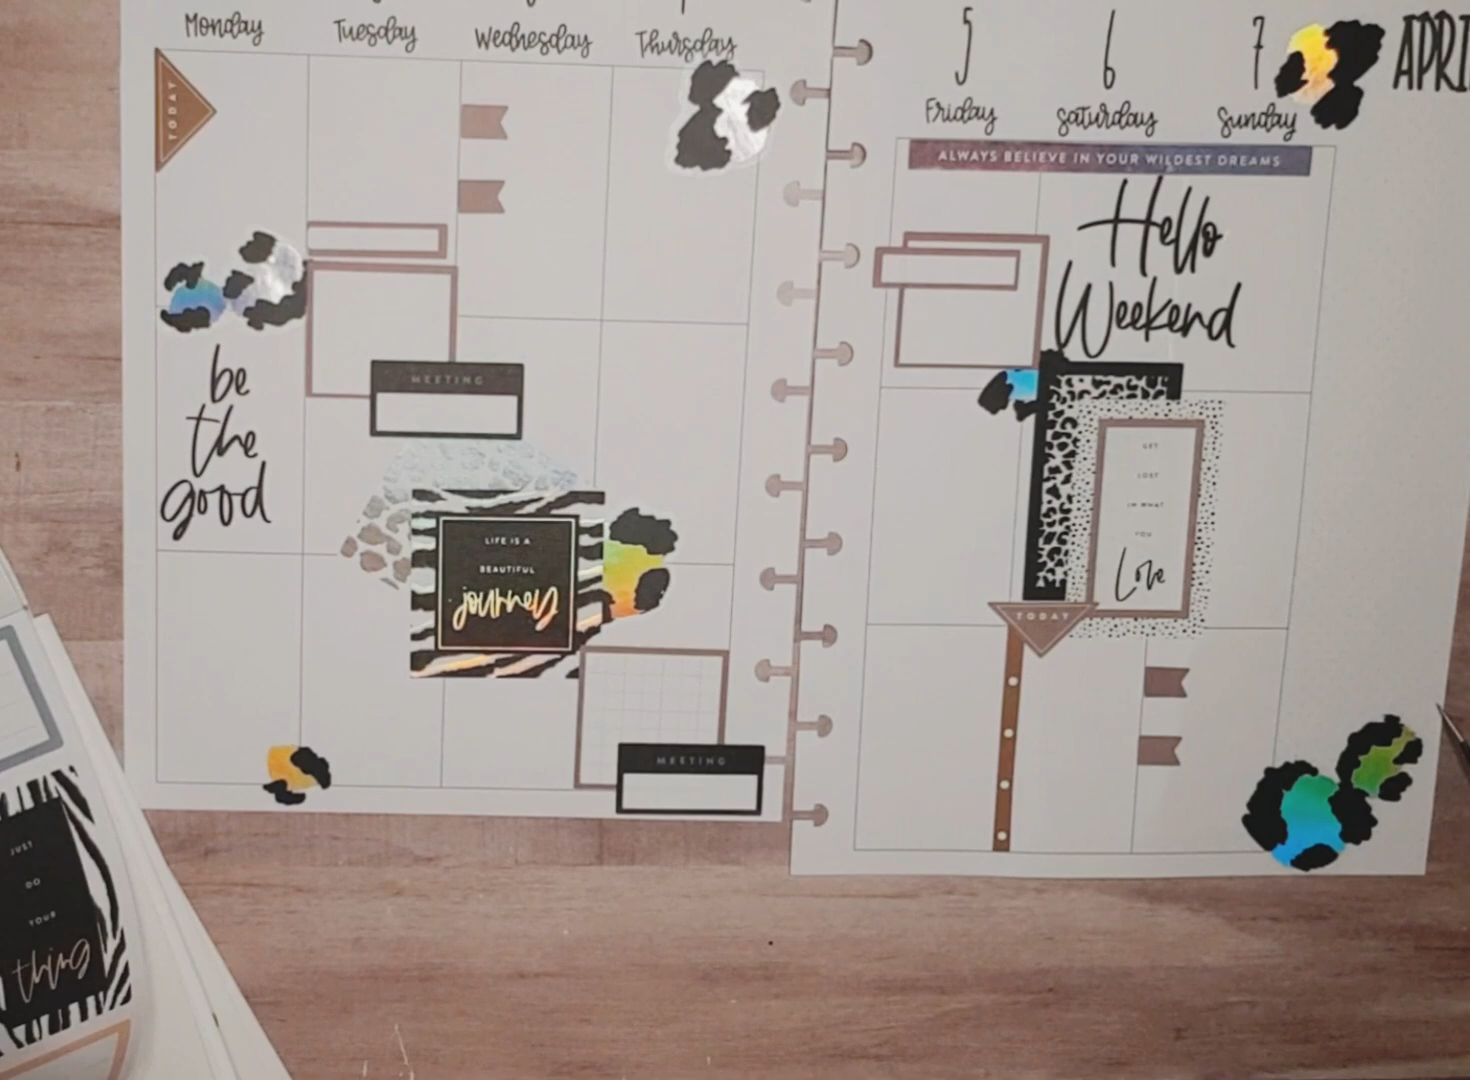 Monday
Tuesday
Wednesday
Thursday
TODAY
be
the
good
MEETING
LIFE IS A
BEAUTIFUL
journey
MEETING
5
6
7
Friday
Saturday
Sunday
ALWAYS BELIEVE IN YOUR WILDEST DREAMS
Hello
Weekend
GET
LOST
IN WHAT
YOU
Love
TODAY
JUST
DO
YOUR
thing